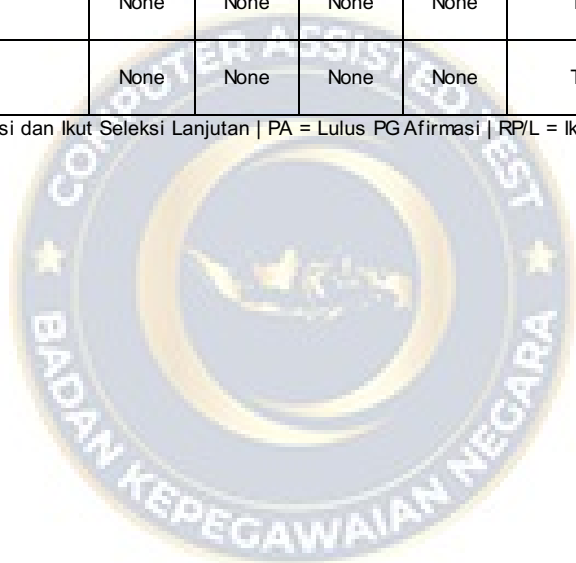 None None None None
None None None None T
si dan Ikut Seleksi Lanjutan | PA = Lulus PG Afirmasi | RP/L = Ik
COMPUTER ASSISTED TEST
BADAN KEPEGAWAIAN NEGARA